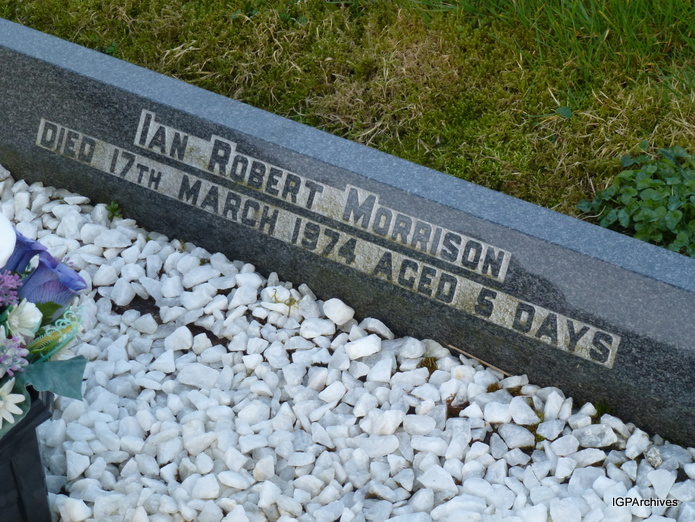 Ian Robert Morrison
DIED 17TH MARCH 1974 AGED 5 DAYS
IGPArchives